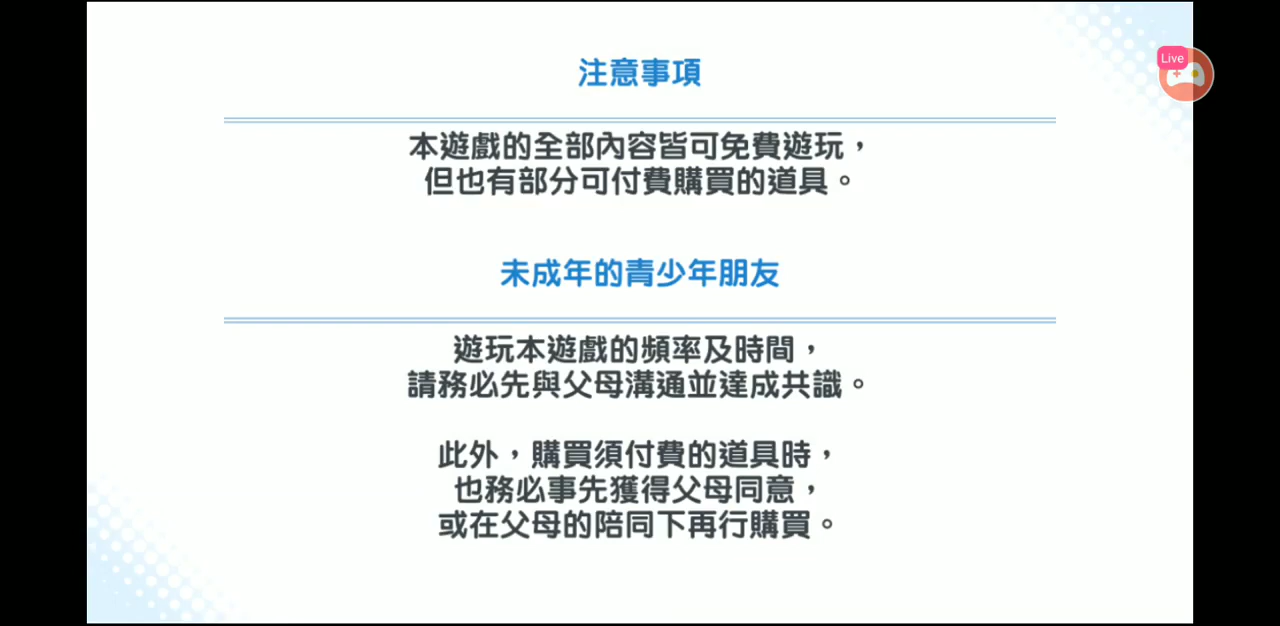 注意事項
Live
本遊戲的全部內容皆可免費遊玩，
但也有部分可付費購買的道具。
未成年的青少年朋友
遊玩本遊戲的頻率及時間，
請務必先與父母溝通並達成共識。
此外，購買須付費的道具時，
也務必事先獲得父母同意，
或在父母的陪同下再行購買。